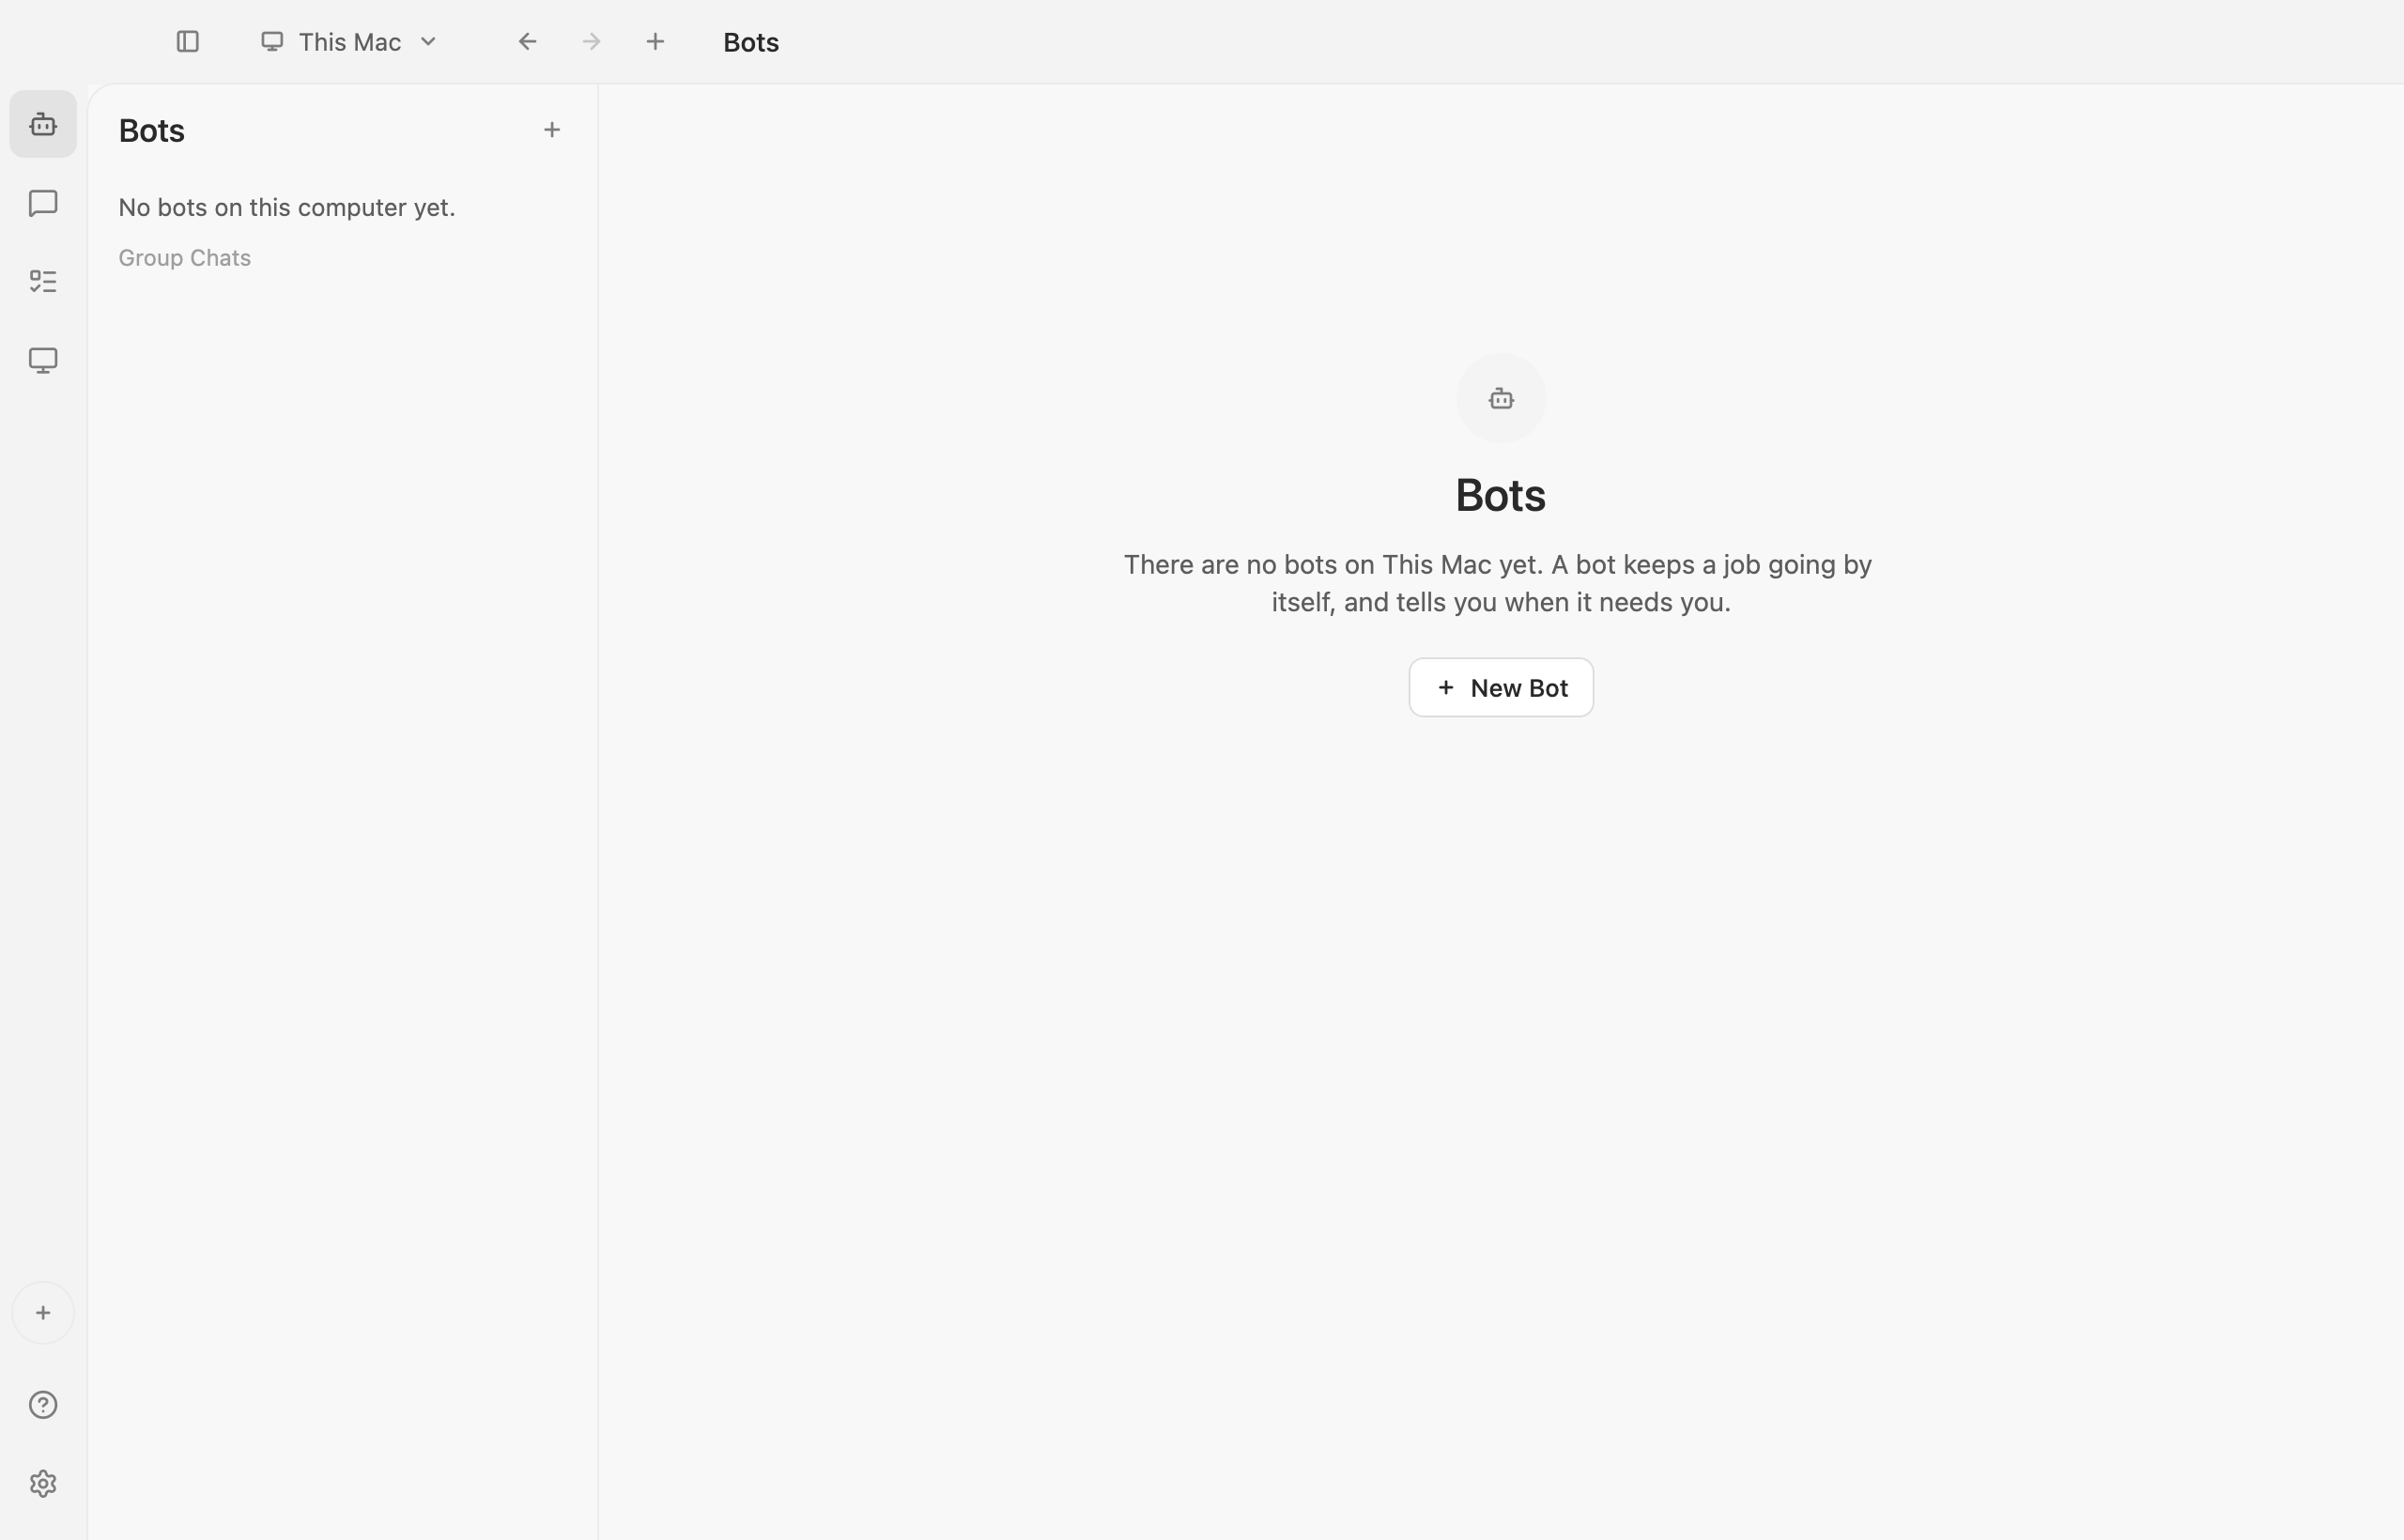 This Mac
Bots
Bots
No bots on this computer yet.
Group Chats
Bots
There are no bots on This Mac yet. A bot keeps a job going by
itself, and tells you when it needs you.
New Bot